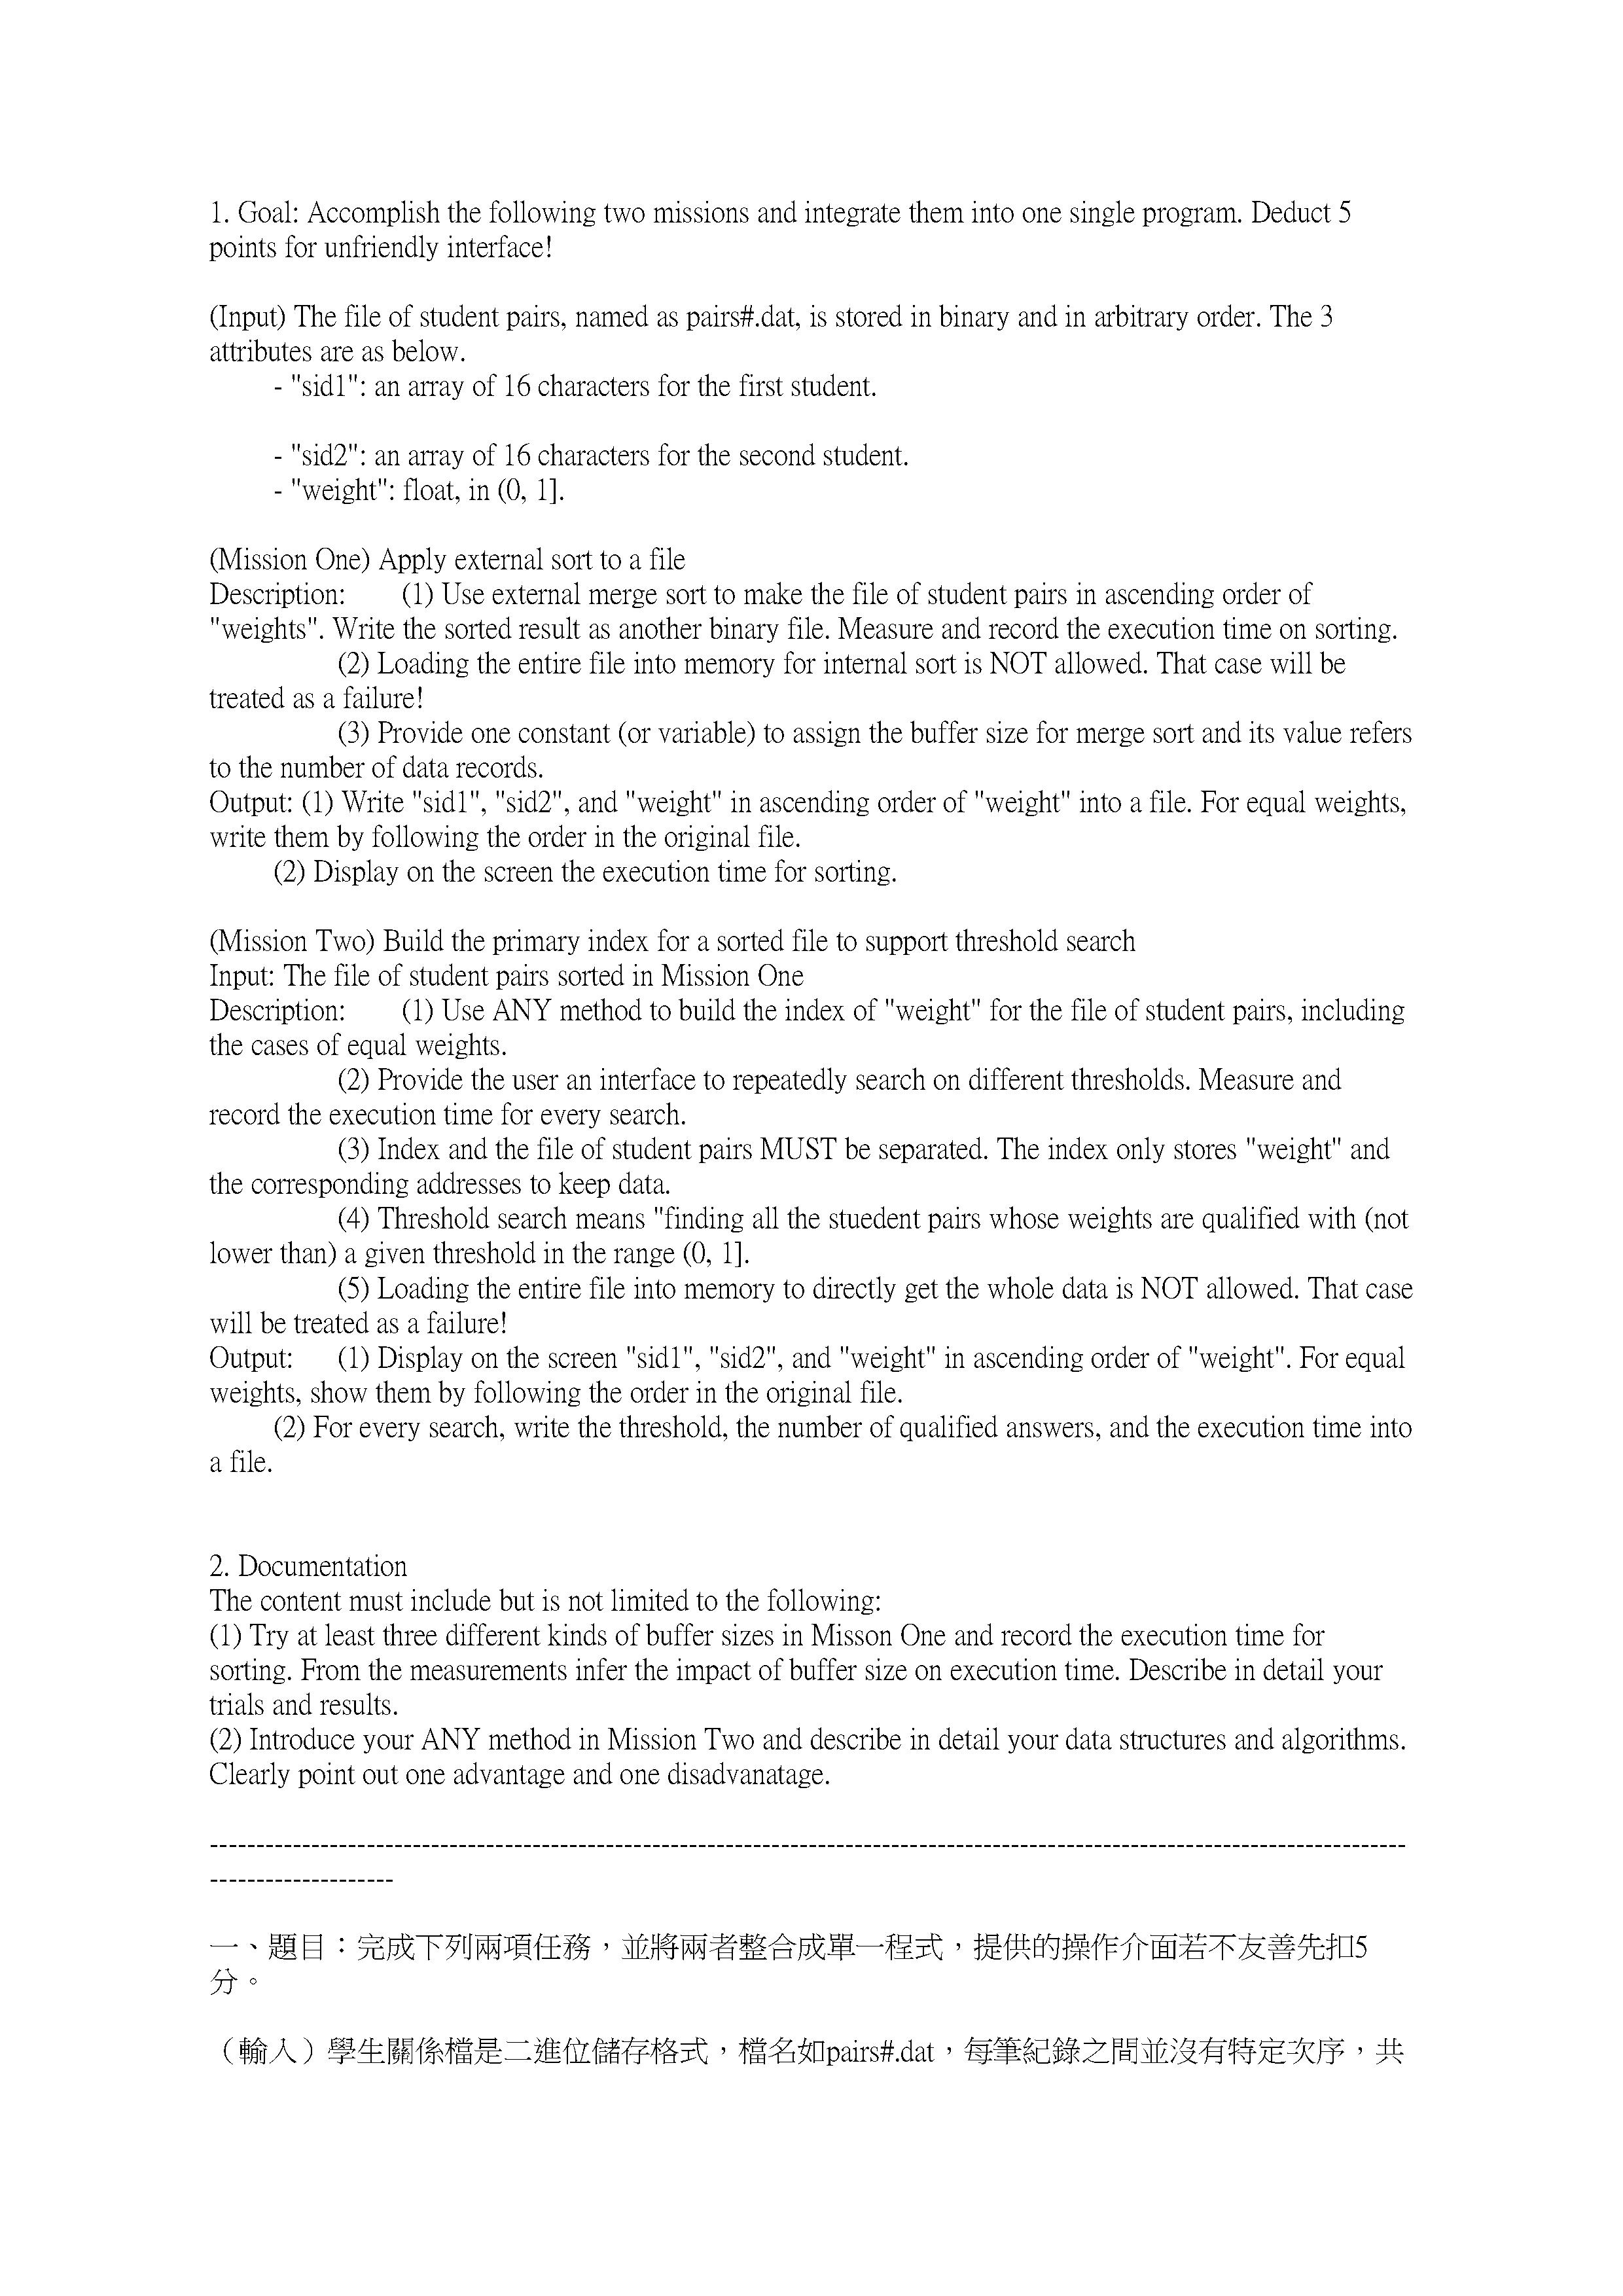 1. Goal: Accomplish the following two missions and integrate them into one single program. Deduct 5
points for unfriendly interface!
(Input) The file of student pairs, named as pairs#.dat, is stored in binary and in arbitrary order. The 3
attributes are as below.
- "sid1": an array of 16 characters for the first student.
- "sid2": an array of 16 characters for the second student.
- "weight": float, in (0, 1].
(Mission One) Apply external sort to a file
Description: (1) Use external merge sort to make the file of student pairs in ascending order of
"weights". Write the sorted result as another binary file. Measure and record the execution time on sorting.
(2) Loading the entire file into memory for internal sort is NOT allowed. That case will be
treated as a failure!
(3) Provide one constant (or variable) to assign the buffer size for merge sort and its value refers
to the number of data records.
Output: (1) Write "sid1", "sid2", and "weight" in ascending order of "weight" into a file. For equal weights,
write them by following the order in the original file.
(2) Display on the screen the execution time for sorting.
(Mission Two) Build the primary index for a sorted file to support threshold search
Input: The file of student pairs sorted in Mission One
Description: (1) Use ANY method to build the index of "weight" for the file of student pairs, including
the cases of equal weights.
(2) Provide the user an interface to repeatedly search on different thresholds. Measure and
record the execution time for every search.
(3) Index and the file of student pairs MUST be separated. The index only stores "weight" and
the corresponding addresses to keep data.
(4) Threshold search means "finding all the stuedent pairs whose weights are qualified with (not
lower than) a given threshold in the range (0, 1].
(5) Loading the entire file into memory to directly get the whole data is NOT allowed. That case
will be treated as a failure!
Output: (1) Display on the screen "sid1", "sid2", and "weight" in ascending order of "weight". For equal
weights, show them by following the order in the original file.
(2) For every search, write the threshold, the number of qualified answers, and the execution time into
a file.
2. Documentation
The content must include but is not limited to the following:
(1) Try at least three different kinds of buffer sizes in Misson One and record the execution time for
sorting. From the measurements infer the impact of buffer size on execution time. Describe in detail your
trials and results.
(2) Introduce your ANY method in Mission Two and describe in detail your data structures and algorithms.
Clearly point out one advantage and one disadvanatage.
----------------------------------------------------------------------------------------------------------------------------------
--------------------
一、題目：完成下列兩項任務，並將兩者整合成單一程式，提供的操作介面若不友善先扣5
分。
（輸入）學生關係檔是二進位儲存格式，檔名如pairs#.dat，每筆紀錄之間並沒有特定次序，共